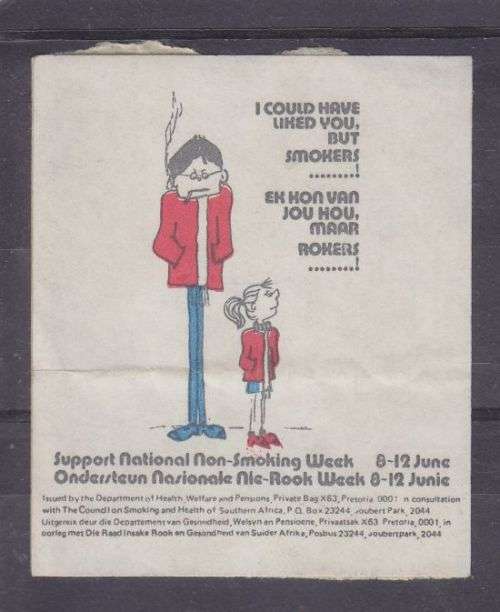 I COULD HAVE
LIKED YOU,
BUT
SMOKERS
.........!
EK KON VAN
JOU HOU,
MAAR
ROKERS
.........!
Support National Non-Smoking Week 8-12 June
Ondersteun Nasionale Nie-Rook Week 8-12 Junie
Issued by the Department of Health, Welfare and Pensions, Private Bag X63, Pretoria, 0001 in consultation
with The Council on Smoking and Health of Southern Africa, P.O. Box 23244, Joubert Park, 2044
Uitgereik deur die Departement van Gesondheid, Welsyn en Pensioene, Privaatsak X63 Pretoria, 0001, in
oorleg met Die Raad Insake Rook en Gesondheid van Suider Afrika, Posbus 23244, Joubertpark, 2044